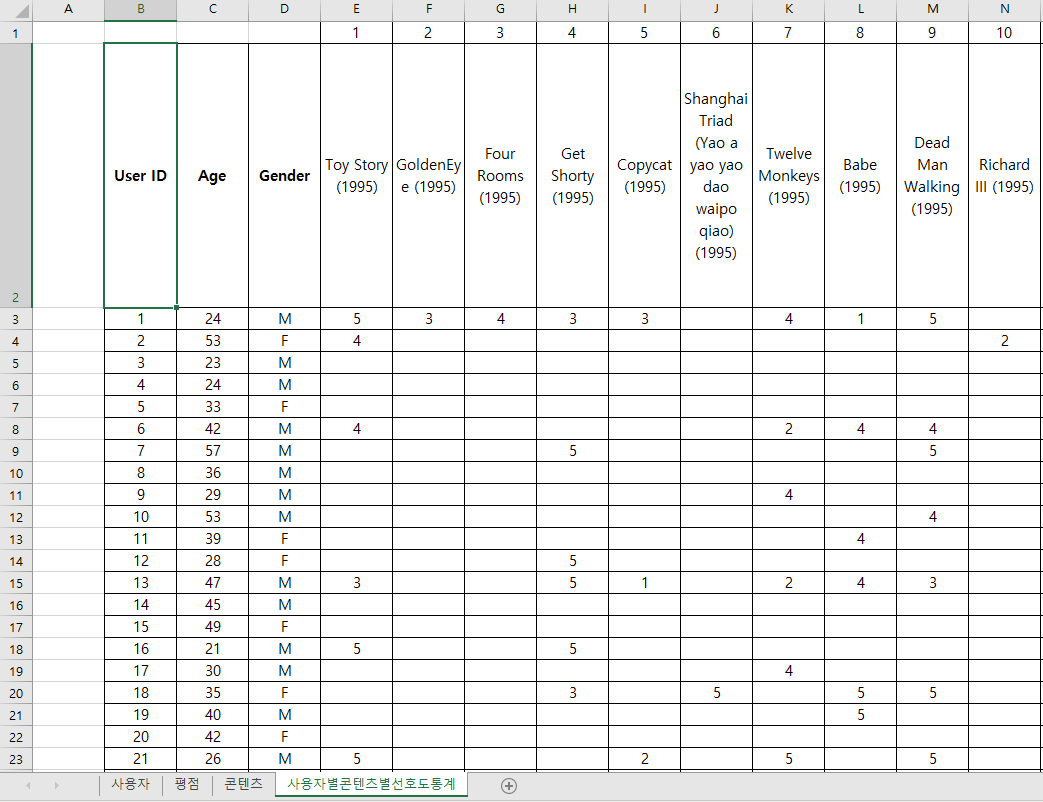 A B C D E F G H I J K L M N
1 1 2 3 4 5 6 7 8 9 10
2 User ID Age Gender Toy Story (1995) GoldenEye (1995) Four Rooms (1995) Get Shorty (1995) Copycat (1995) Shanghai Triad (Yao a yao yao dao waipo qiao) (1995) Twelve Monkeys (1995) Babe (1995) Dead Man Walking (1995) Richard III (1995)
3 1 24 M 5 3 4 3 3 4 1 5
4 2 53 F 4 2
5 3 23 M
6 4 24 M
7 5 33 F
8 6 42 M 4 2 4 4
9 7 57 M 5 5
10 8 36 M
11 9 29 M 4
12 10 53 M 4
13 11 39 F 4
14 12 28 F 5
15 13 47 M 3 5 1 2 4 3
16 14 45 M
17 15 49 F
18 16 21 M 5 5
19 17 30 M 4
20 18 35 F 3 5 5 5
21 19 40 M 5
22 20 42 F
23 21 26 M 5 2 5 5
사용자 평점 콘텐츠 사용자별콘텐츠별선호도통계